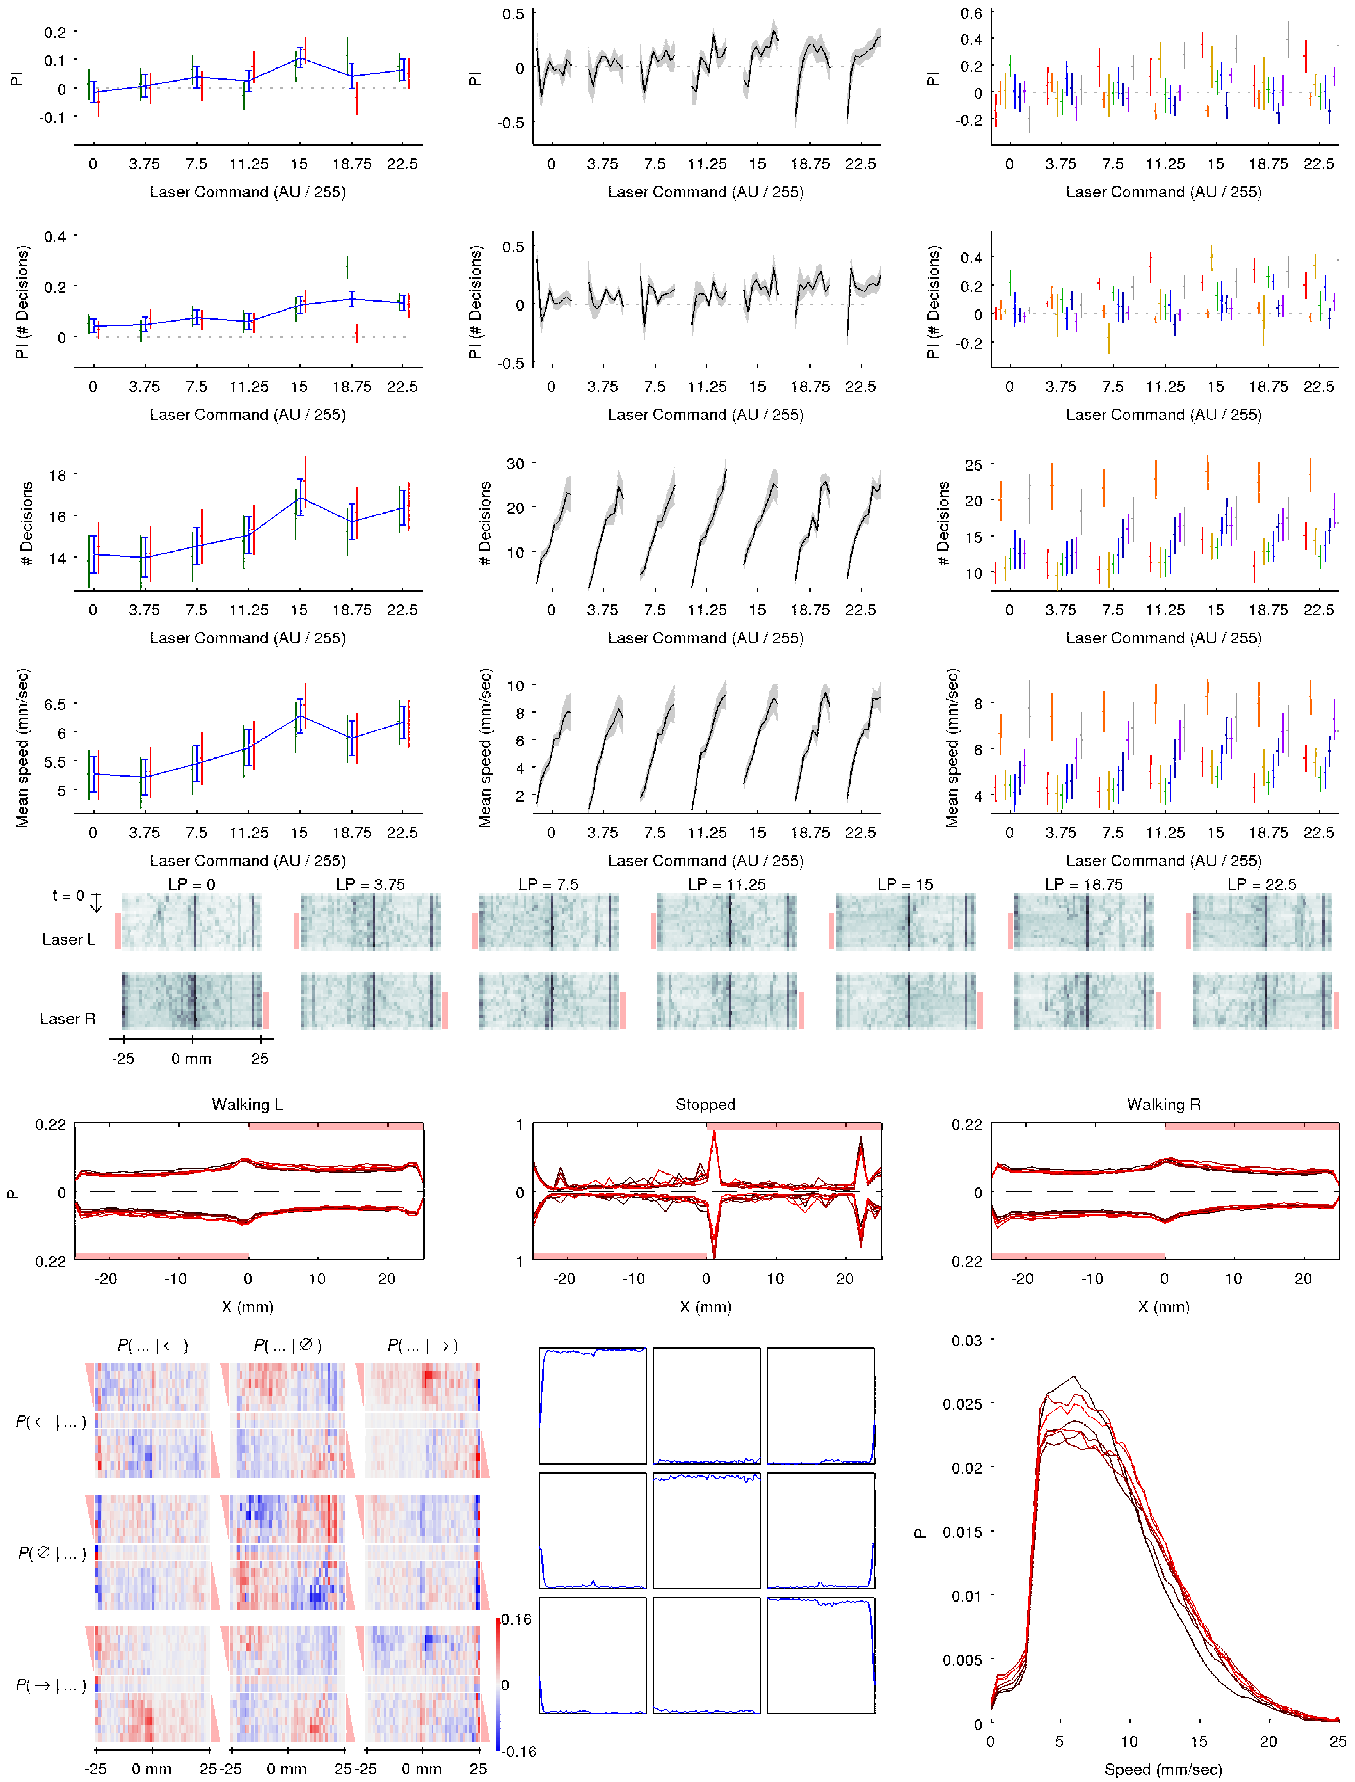 0.2
0.1
0
-0.1
PI
0 3.75 7.5 11.25 15 18.75 22.5
Laser Command (AU / 255)
0.5
0
-0.5
PI
0 3.75 7.5 11.25 15 18.75 22.5
Laser Command (AU / 255)
0.6
0.4
0.2
0
-0.2
PI
0 3.75 7.5 11.25 15 18.75 22.5
Laser Command (AU / 255)
0.4
0.2
0
PI (# Decisions)
0 3.75 7.5 11.25 15 18.75 22.5
Laser Command (AU / 255)
0.5
0
-0.5
PI (# Decisions)
0 3.75 7.5 11.25 15 18.75 22.5
Laser Command (AU / 255)
0.4
0.2
0
-0.2
PI (# Decisions)
0 3.75 7.5 11.25 15 18.75 22.5
Laser Command (AU / 255)
18
16
14
# Decisions
0 3.75 7.5 11.25 15 18.75 22.5
Laser Command (AU / 255)
30
20
10
# Decisions
0 3.75 7.5 11.25 15 18.75 22.5
Laser Command (AU / 255)
25
20
15
10
# Decisions
0 3.75 7.5 11.25 15 18.75 22.5
Laser Command (AU / 255)
6.5
6
5.5
5
Mean speed (mm/sec)
0 3.75 7.5 11.25 15 18.75 22.5
Laser Command (AU / 255)
10
8
6
4
2
Mean speed (mm/sec)
0 3.75 7.5 11.25 15 18.75 22.5
Laser Command (AU / 255)
8
6
4
Mean speed (mm/sec)
0 3.75 7.5 11.25 15 18.75 22.5
Laser Command (AU / 255)
LP = 0 LP = 3.75 LP = 7.5 LP = 11.25 LP = 15 LP = 18.75 LP = 22.5
t = 0
Laser L
Laser R
-25 0 mm 25
Walking L
0.22
0
0.22
P
-20 -10 0 10 20
X (mm)
Stopped
1
0
1
-20 -10 0 10 20
X (mm)
Walking R
0.22
0
0.22
-20 -10 0 10 20
X (mm)
P( ... | ← ) P( ... | ∅ ) P( ... | → )
P( ← | ... )
P( ∅ | ... )
P( → | ... )
0.16
0
-0.16
-25 0 mm 25 -25 0 mm 25 -25 0 mm 25
0.03
0.025
0.02
0.015
0.01
0.005
0
P
0 5 10 15 20 25
Speed (mm/sec)